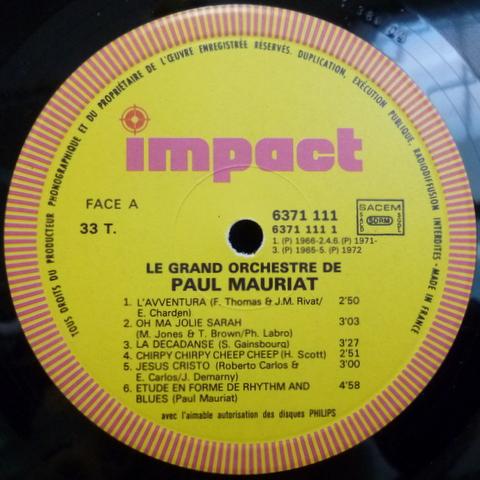 TOUS DROITS DU PRODUCTEUR PHONOGRAPHIQUE ET DU PROPRIÉTAIRE DE L'ŒUVRE ENREGISTRÉE RÉSERVÉS. DUPLICATION, EXÉCUTION PUBLIQUE, RADIODIFFUSION INTERDITES - MADE IN FRANCE
impact
FACE A
33 T.
6371 111
6371 111 1
1. (P) 1966-2.4.6. (P) 1971-
3. (P) 1965-5. (P) 1972
SACEM
SDRM
LE GRAND ORCHESTRE DE
PAUL MAURIAT
1. L'AVVENTURA (F. Thomas & J.M. Rivat/ 2'50
E. Charden)
2. OH MA JOLIE SARAH 3'03
(M. Jones & T. Brown/Ph. Labro)
3. LA DECADANSE (S. Gainsbourg) 3'27
4. CHIRPY CHIRPY CHEEP CHEEP (H. Scott) 2'51
5. JESUS CRISTO (Roberto Carlos & 3'00
E. Carlos/J. Demarny)
6. ETUDE EN FORME DE RHYTHM AND 4'58
BLUES (Paul Mauriat)
avec l'aimable autorisation des disques PHILIPS